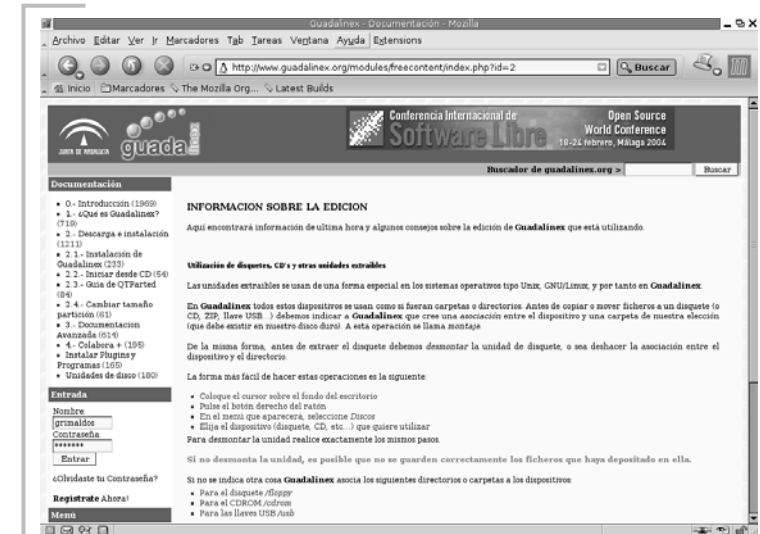 Guadalinex - Documentación - Mozilla
Archivo Editar Ver Ir Marcadores Tab Tareas Ventana Ayuda Extensions
http://www.guadalinex.org/modules/freecontent/index.php?id=2 Buscar
Inicio Marcadores The Mozilla Org... Latest Builds
JUNTA DE ANDALUCIA guadalinex
Conferencia Internacional de Software Libre
Open Source World Conference
18-24 febrero, Málaga 2004
Buscador de guadalinex.org > Buscar
Documentación
0.- Introducción (1969)
1.- ¿Qué es Guadalinex? (719)
2.- Descarga e instalación (1211)
2.1.- Instalación de Guadalinex (233)
2.2.- Iniciar desde CD (54)
2.3.- Guia de QTParted (84)
2.4.- Cambiar tamaño partición (61)
3.- Documentacion Avanzada (614)
4.- Colabora + (195)
Instalar Plugins y Programas (165)
Unidades de disco (180)
Entrada
Nombre:
grimaldos
Contraseña:
*******
Entrar
¿Olvidaste tu Contraseña?
Registrate Ahora!
Menú
INFORMACION SOBRE LA EDICION
Aquí encontrará información de ultima hora y algunos consejos sobre la edición de Guadalinex que está utilizando.
Utilización de disquetes, CD's y otras unidades extraibles
Las unidades extraibles se usan de una forma especial en los sistemas operativos tipo Unix, GNU/Linux, y por tanto en Guadalinex.
En Guadalinex todos estos dispositivos se usan como si fueran carpetas o directorios. Antes de copiar o mover ficheros a un disquete (o
CD, ZIP, llave USB...) debemos indicar a Guadalinex que cree una asociación entre el dispositivo y una carpeta de nuestra elección
(que debe existir en nuestro disco duro). A esta operación se llama montaje.
De la misma forma, antes de extraer el disquete debemos desmontar la unidad de disquete, o sea deshacer la asociación entre el
dispositivo y el directorio.
La forma más fácil de hacer estas operaciones es la siguiente:
Coloque el cursor sobre el fondo del escritorio
Pulse el botón derecho del ratón
En el menú que aparecerá, seleccione Discos
Elija el dispositivo (disquete, CD, etc...) que quiere utilizar
Para desmontar la unidad realice exactamente los mismos pasos.
Si no desmonta la unidad, es posible que no se guarden correctamente los ficheros que haya depositado en ella.
Si no se indica otra cosa Guadalinex asocia los siguientes directorios o carpetas a los dispositivos:
Para el disquete /floppy
Para el CDROM /cdrom
Para las llaves USB /usb